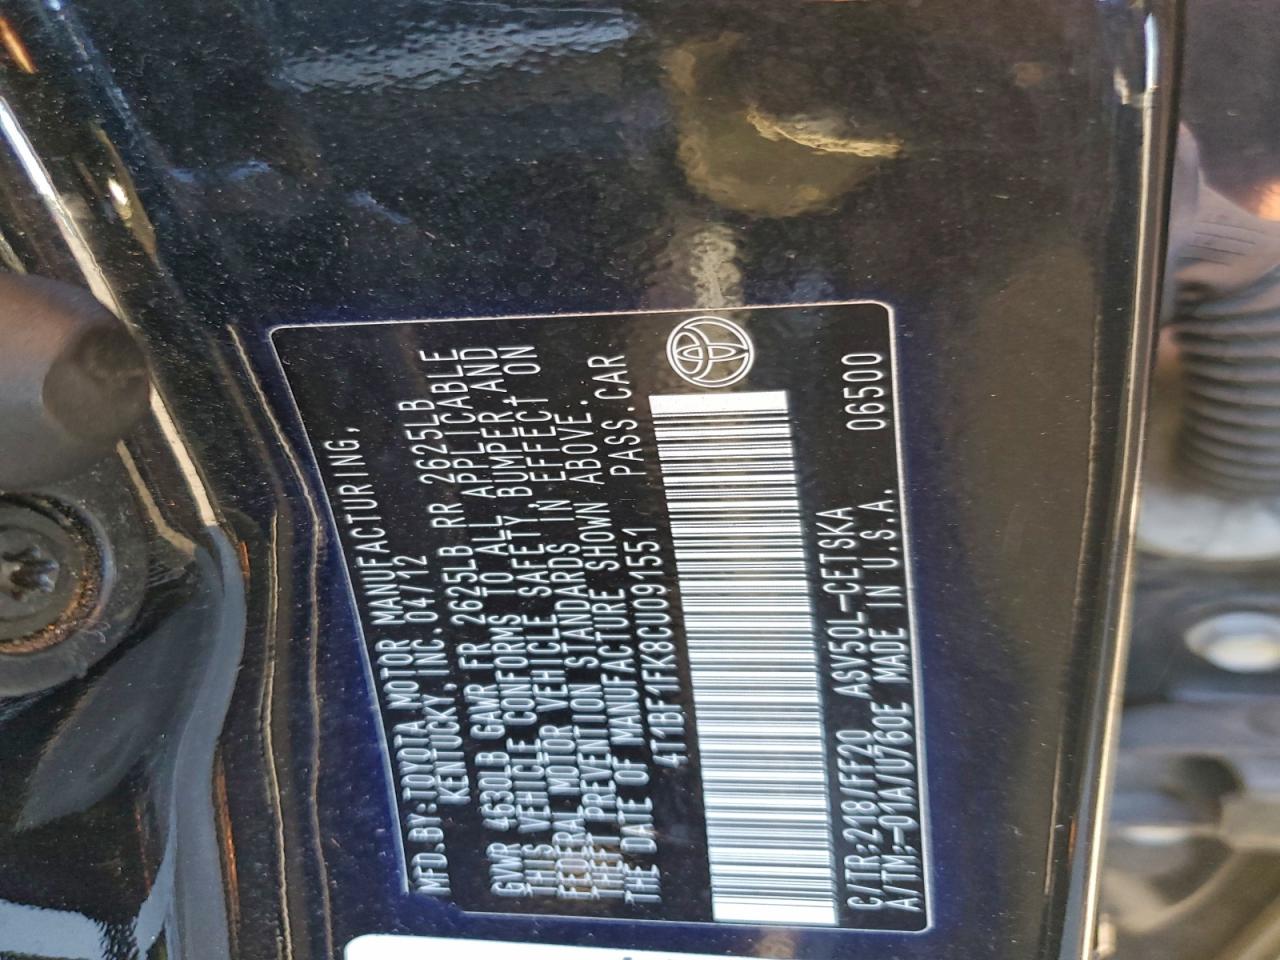 MFD.BY:TOYOTA MOTOR MANUFACTURING,
KENTUCKY, INC. 04/12
GVWR 4630LB GAWR FR 2625LB RR 2625LB
THIS VEHICLE CONFORMS TO ALL APPLICABLE
FEDERAL MOTOR VEHICLE SAFETY, BUMPER, AND
THEFT PREVENTION STANDARDS IN EFFECT ON
THE DATE OF MANUFACTURE SHOWN ABOVE.
4T1BF1FK8CU091551 PASS.CAR
C/TR:218/FF20 ASV50L-CETSKA 06500
A/TM:-01A/U760E MADE IN U.S.A.